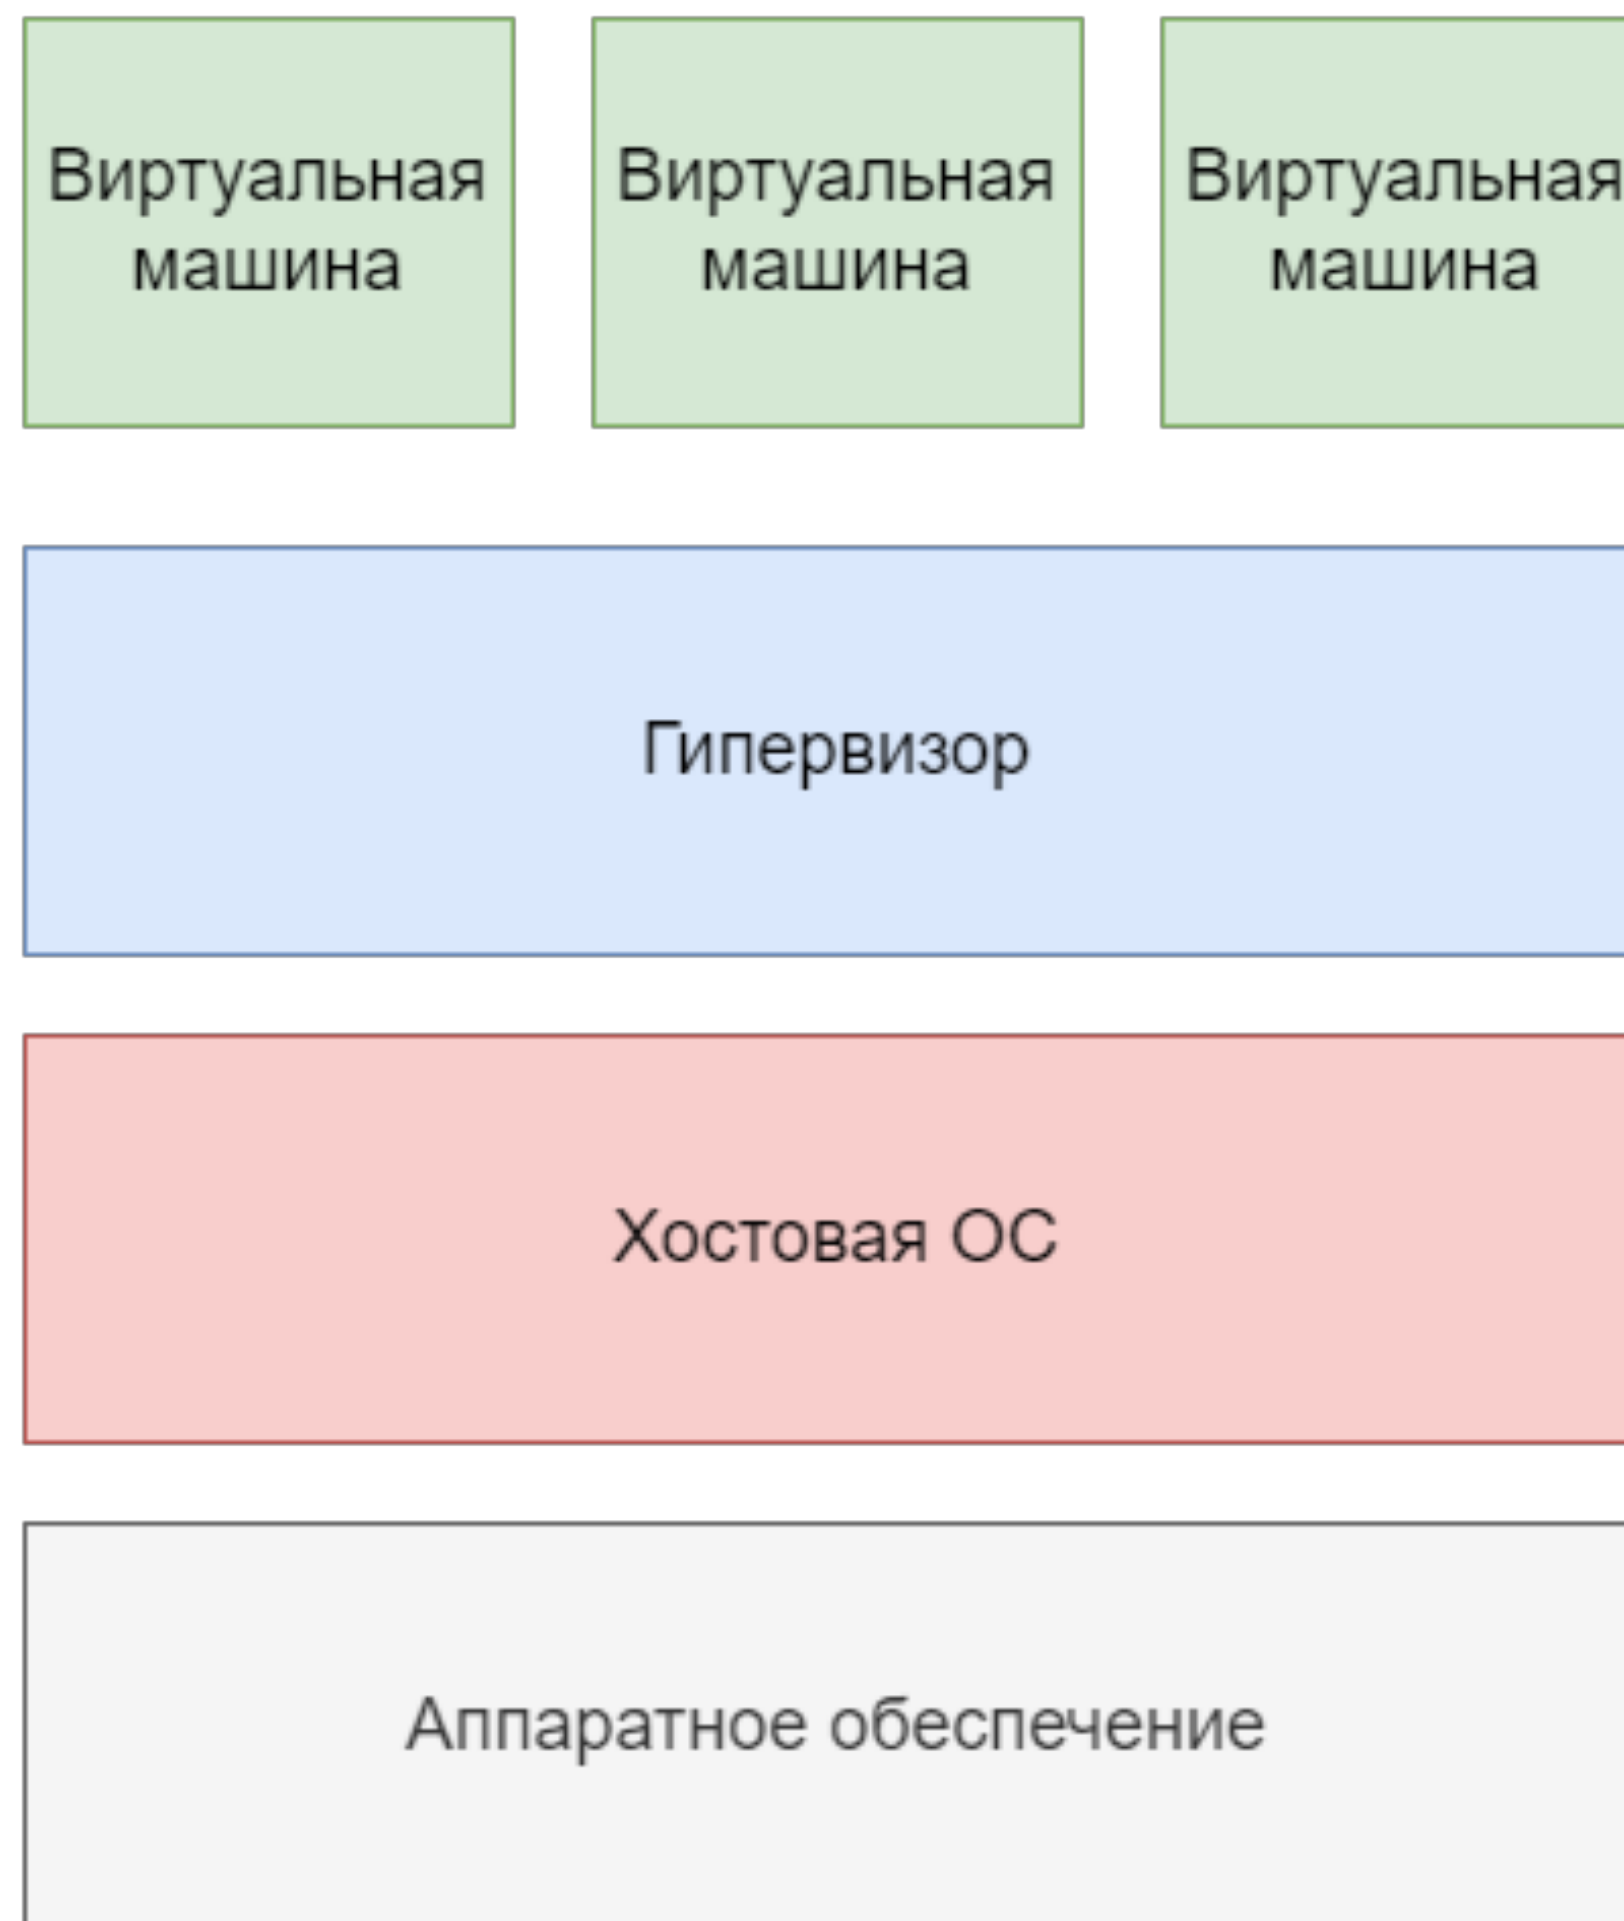 Виртуальная Виртуальная Виртуальная
машина машина машина
Гипервизор
Хостовая ОС
Аппаратное обеспечение